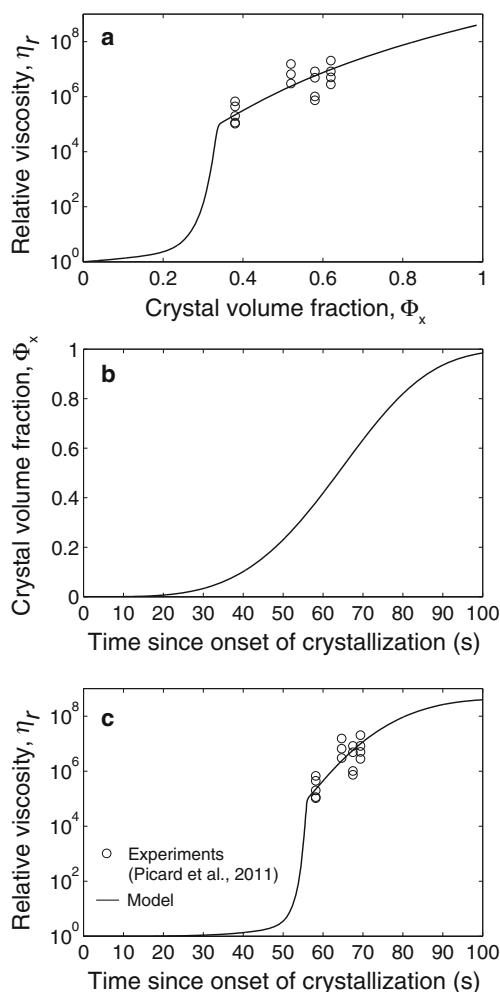 a
10^8
10^6
10^4
10^2
10^0
Relative viscosity, η_r
0 0.2 0.4 0.6 0.8 1
Crystal volume fraction, Φ_x
b
1
0.8
0.6
0.4
0.2
0
Crystal volume fraction, Φ_x
0 10 20 30 40 50 60 70 80 90 100
Time since onset of crystallization (s)
c
10^8
10^6
10^4
10^2
10^0
Relative viscosity, η_r
Experiments
(Picard et al., 2011)
Model
0 10 20 30 40 50 60 70 80 90 100
Time since onset of crystallization (s)